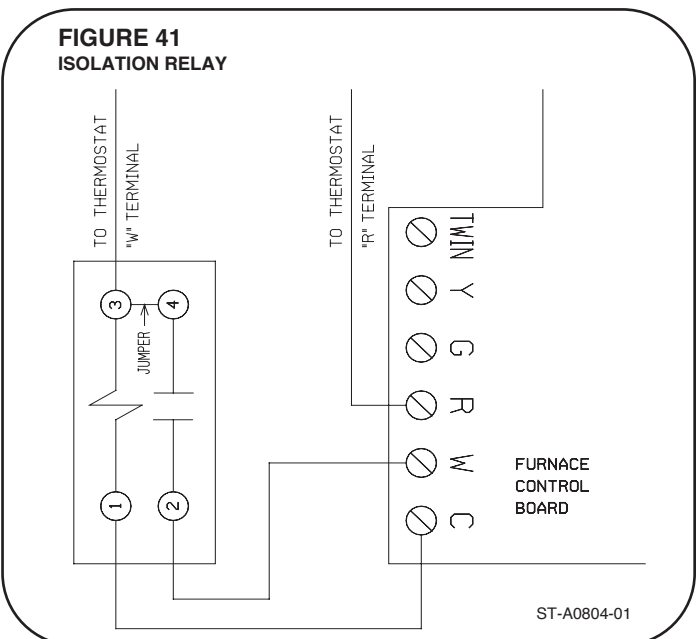 FIGURE 41
ISOLATION RELAY
TO THERMOSTAT
"W" TERMINAL
TO THERMOSTAT
"R" TERMINAL
3
4
JUMPER
1
2
TWIN
Y
G
R
W
C
FURNACE
CONTROL
BOARD
ST-A0804-01